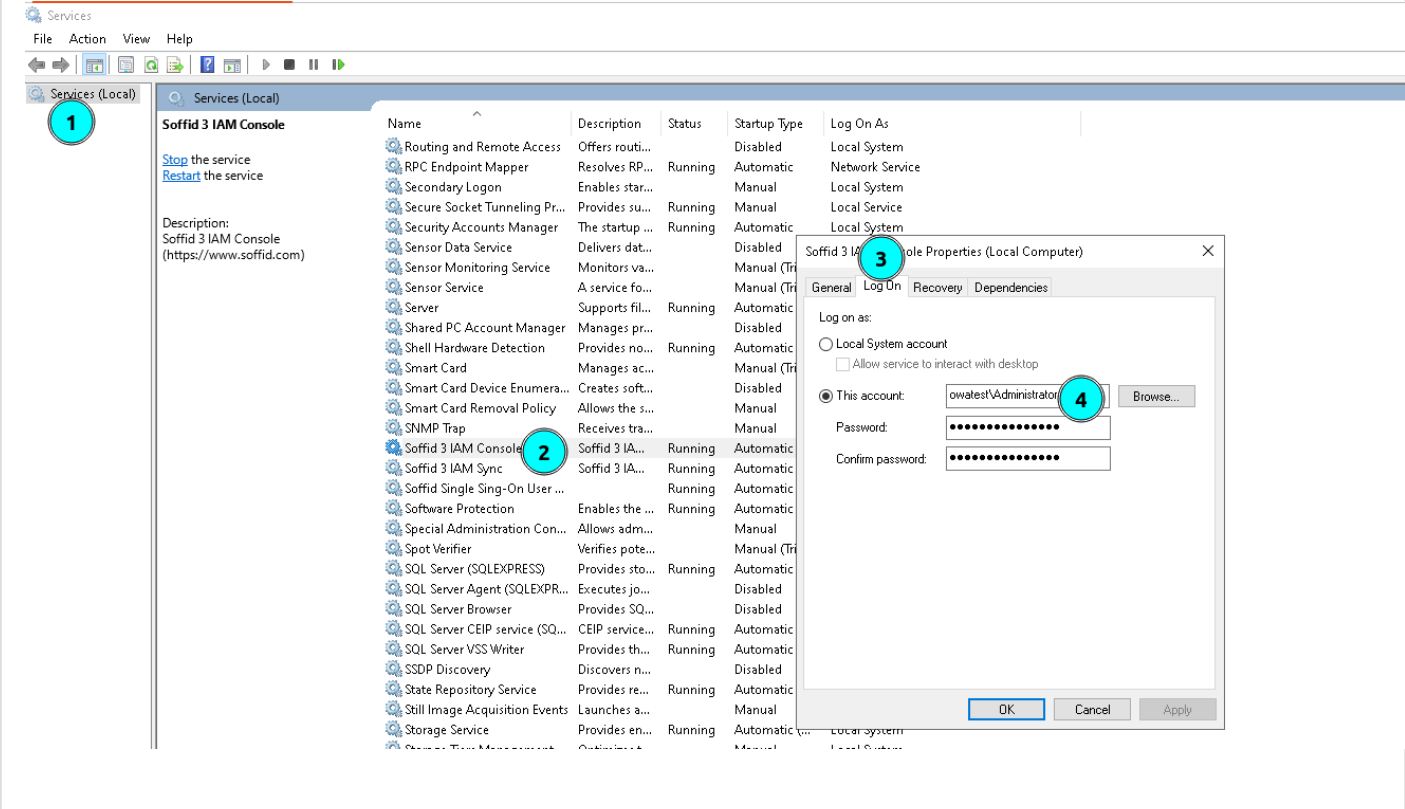 Services
File Action View Help
Services (Local)
1
Services (Local)
Soffid 3 IAM Console
Stop the service
Restart the service
Description:
Soffid 3 IAM Console
(https://www.soffid.com)
Name Description Status Startup Type Log On As
Routing and Remote Access Offers routi... Disabled Local System
RPC Endpoint Mapper Resolves RP... Running Automatic Network Service
Secondary Logon Enables star... Manual Local System
Secure Socket Tunneling Pr... Provides su... Running Manual Local Service
Security Accounts Manager The startup ... Running Automatic Local System
Sensor Data Service Delivers dat... Disabled
Sensor Monitoring Service Monitors va... Manual (Tri
Sensor Service A service fo... Manual (Tri
Server Supports fil... Running Automatic
Shared PC Account Manager Manages pr... Disabled
Shell Hardware Detection Provides no... Running Automatic
Smart Card Manages ac... Manual (Tri
Smart Card Device Enumera... Creates soft... Disabled
Smart Card Removal Policy Allows the s... Manual
SNMP Trap Receives tra... Manual
Soffid 3 IAM Console 2 Soffid 3 IA... Running Automatic
Soffid 3 IAM Sync Soffid 3 IA... Running Automatic
Soffid Single Sing-On User ... Running Automatic
Software Protection Enables the ... Running Automatic
Special Administration Con... Allows adm... Manual
Spot Verifier Verifies pote... Manual (Tri
SQL Server (SQLEXPRESS) Provides sto... Running Automatic
SQL Server Agent (SQLEXPR... Executes jo... Disabled
SQL Server Browser Provides SQ... Disabled
SQL Server CEIP service (SQ... CEIP service... Running Automatic
SQL Server VSS Writer Provides th... Running Automatic
SSDP Discovery Discovers n... Disabled
State Repository Service Provides re... Running Automatic
Still Image Acquisition Events Launches a... Manual
Storage Service Provides en... Running Automatic (... Local System
Soffid 3 IA 3 ole Properties (Local Computer)
General Log On Recovery Dependencies
Log on as:
Local System account
Allow service to interact with desktop
This account: owatest\Administrator 4 Browse...
Password: ●●●●●●●●●●●●●●●
Confirm password: ●●●●●●●●●●●●●●●
OK Cancel Apply